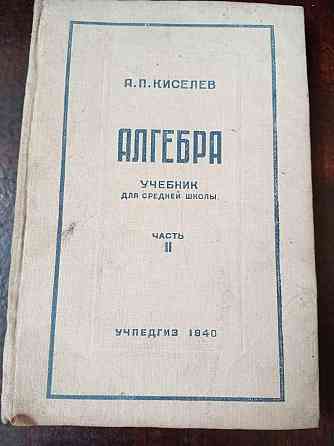 А.П.КИСЕЛЕВ
АЛГЕБРА
УЧЕБНИК
ДЛЯ СРЕДНЕЙ ШКОЛЫ
ЧАСТЬ
II
УЧПЕДГИЗ 1940